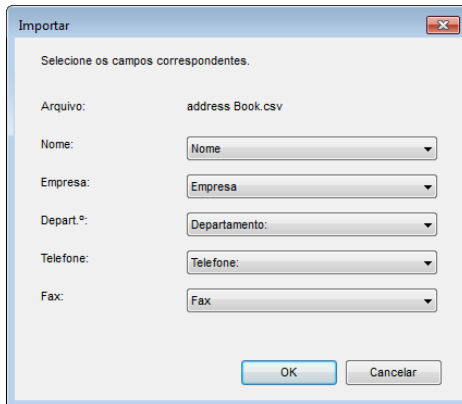 Importar
Selecione os campos correspondentes.
Arquivo: address Book.csv
Nome: Nome
Empresa: Empresa
Depart.º: Departamento:
Telefone: Telefone:
Fax: Fax
OK Cancelar